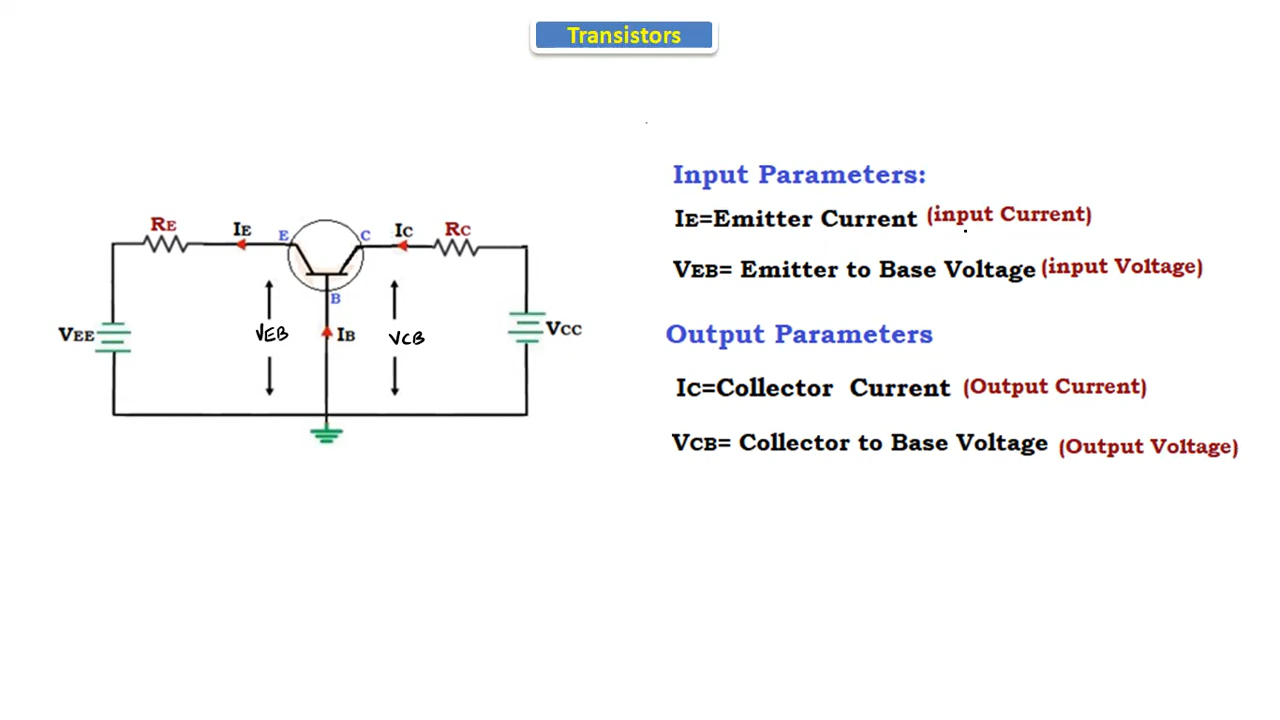 Transistors
RE IE E C IC RC
B
VEE VEB IB VCB VCC
Input Parameters:
IE=Emitter Current (input Current)
VEB= Emitter to Base Voltage (input Voltage)
Output Parameters
IC=Collector Current (Output Current)
VCB= Collector to Base Voltage (Output Voltage)